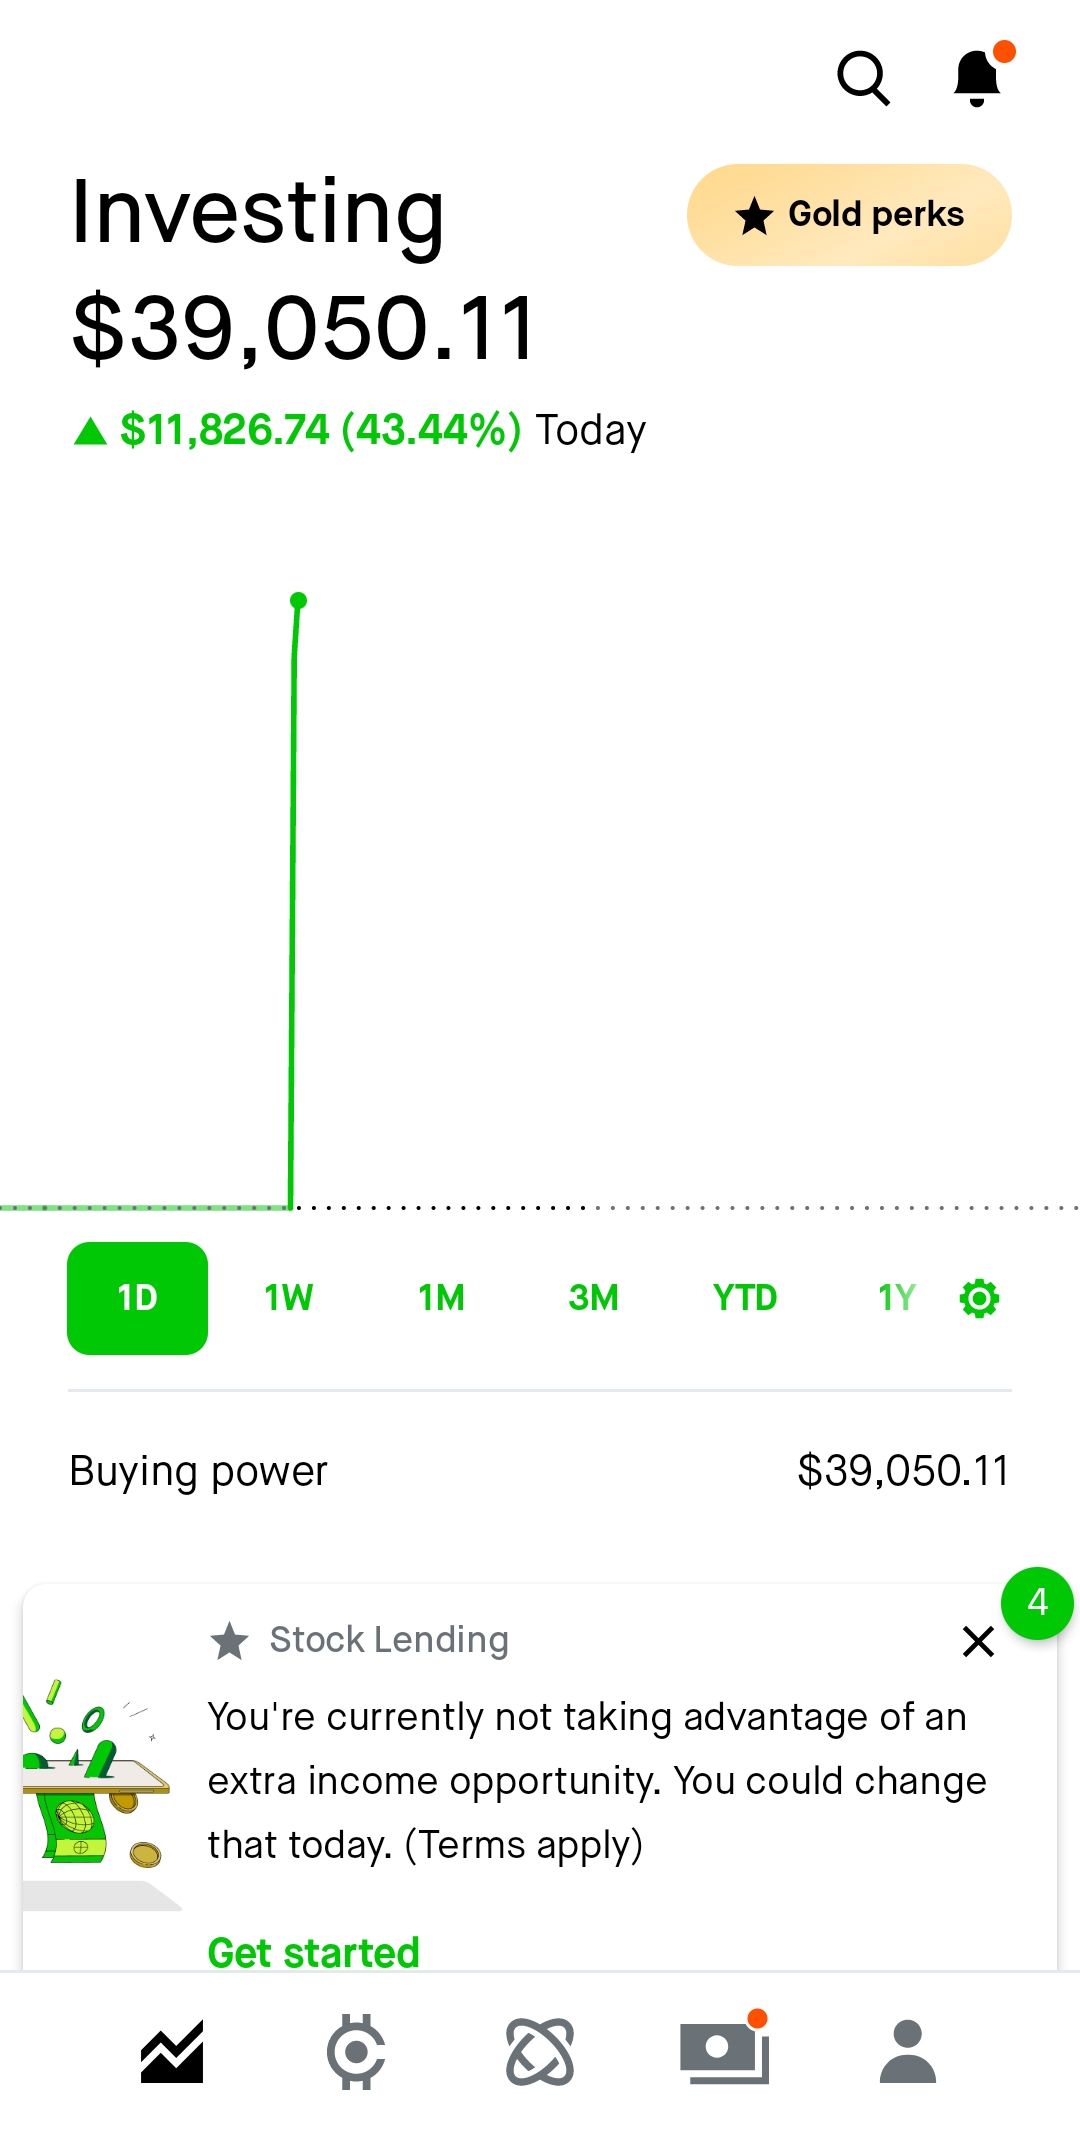 Investing
Gold perks
$39,050.11
$11,826.74 (43.44%) Today
1D 1W 1M 3M YTD 1Y
Buying power $39,050.11
4
Stock Lending
You're currently not taking advantage of an
extra income opportunity. You could change
that today. (Terms apply)
Get started